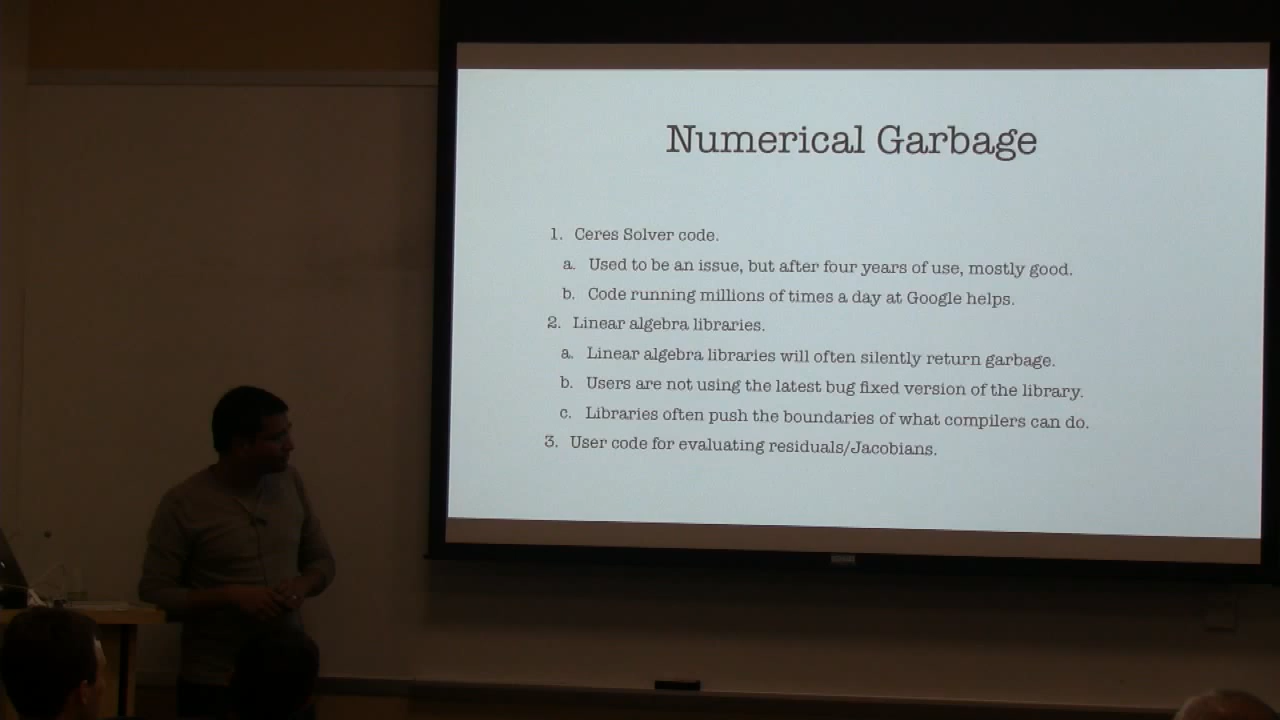 Numerical Garbage
1. Ceres Solver code.
a. Used to be an issue, but after four years of use, mostly good.
b. Code running millions of times a day at Google helps.
2. Linear algebra libraries.
a. Linear algebra libraries will often silently return garbage.
b. Users are not using the latest bug fixed version of the library.
c. Libraries often push the boundaries of what compilers can do.
3. User code for evaluating residuals/Jacobians.